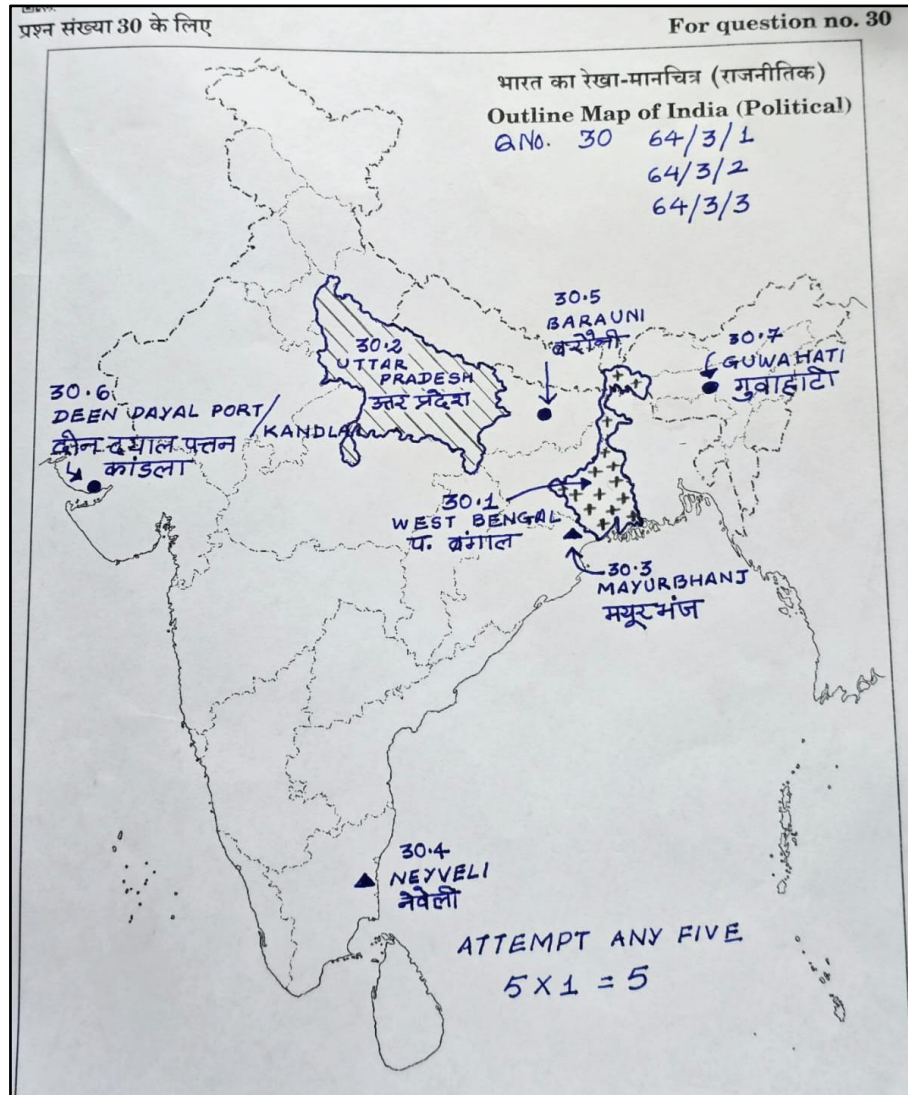 प्रश्न संख्या 30 के लिए
For question no. 30
भारत का रेखा-मानचित्र (राजनीतिक)
Outline Map of India (Political)
QNo. 30 64/3/1
64/3/2
64/3/3
30.5
BARAUNI
बरौनी
30.7
GUWAHATI
गुवाहाटी
30.2
UTTAR
PRADESH
उत्तर प्रदेश
30.6
DEEN DAYAL PORT/
KANDLA
दीन दयाल पत्तन
कांडला
30.1
WEST BENGAL
प. बंगाल
30.3
MAYURBHANJ
मयूरभंज
30.4
NEYVELI
नेवेली
ATTEMPT ANY FIVE
5 X 1 = 5